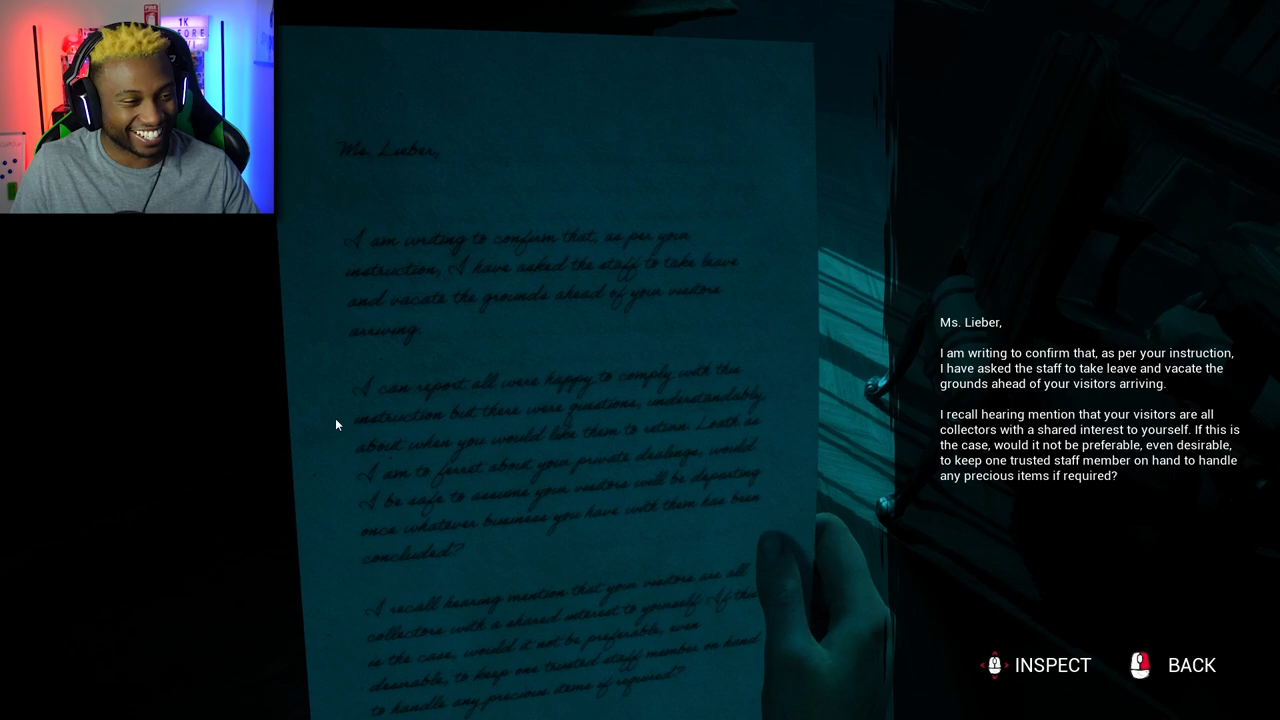 FIRE
1K
Ms. Lieber,
I am writing to confirm that, as per your
instruction, I have asked the staff to take leave
and vacate the grounds ahead of your visitors
arriving.
I can report all were happy to comply with this
instruction but there were questions, understandably,
about when you would like them to return. Loath as
I am to ferret about your private dealings, would
I be safe to assume your visitors will be departing
once whatever business you have with them has been
concluded?
I recall hearing mention that your visitors are all
collectors with a shared interest to yourself. If this
is the case, would it not be preferable, even
desirable, to keep one trusted staff member on hand
to handle any precious items if required?
Ms. Lieber,
I am writing to confirm that, as per your instruction,
I have asked the staff to take leave and vacate the
grounds ahead of your visitors arriving.
I recall hearing mention that your visitors are all
collectors with a shared interest to yourself. If this is
the case, would it not be preferable, even desirable,
to keep one trusted staff member on hand to handle
any precious items if required?
INSPECT
BACK